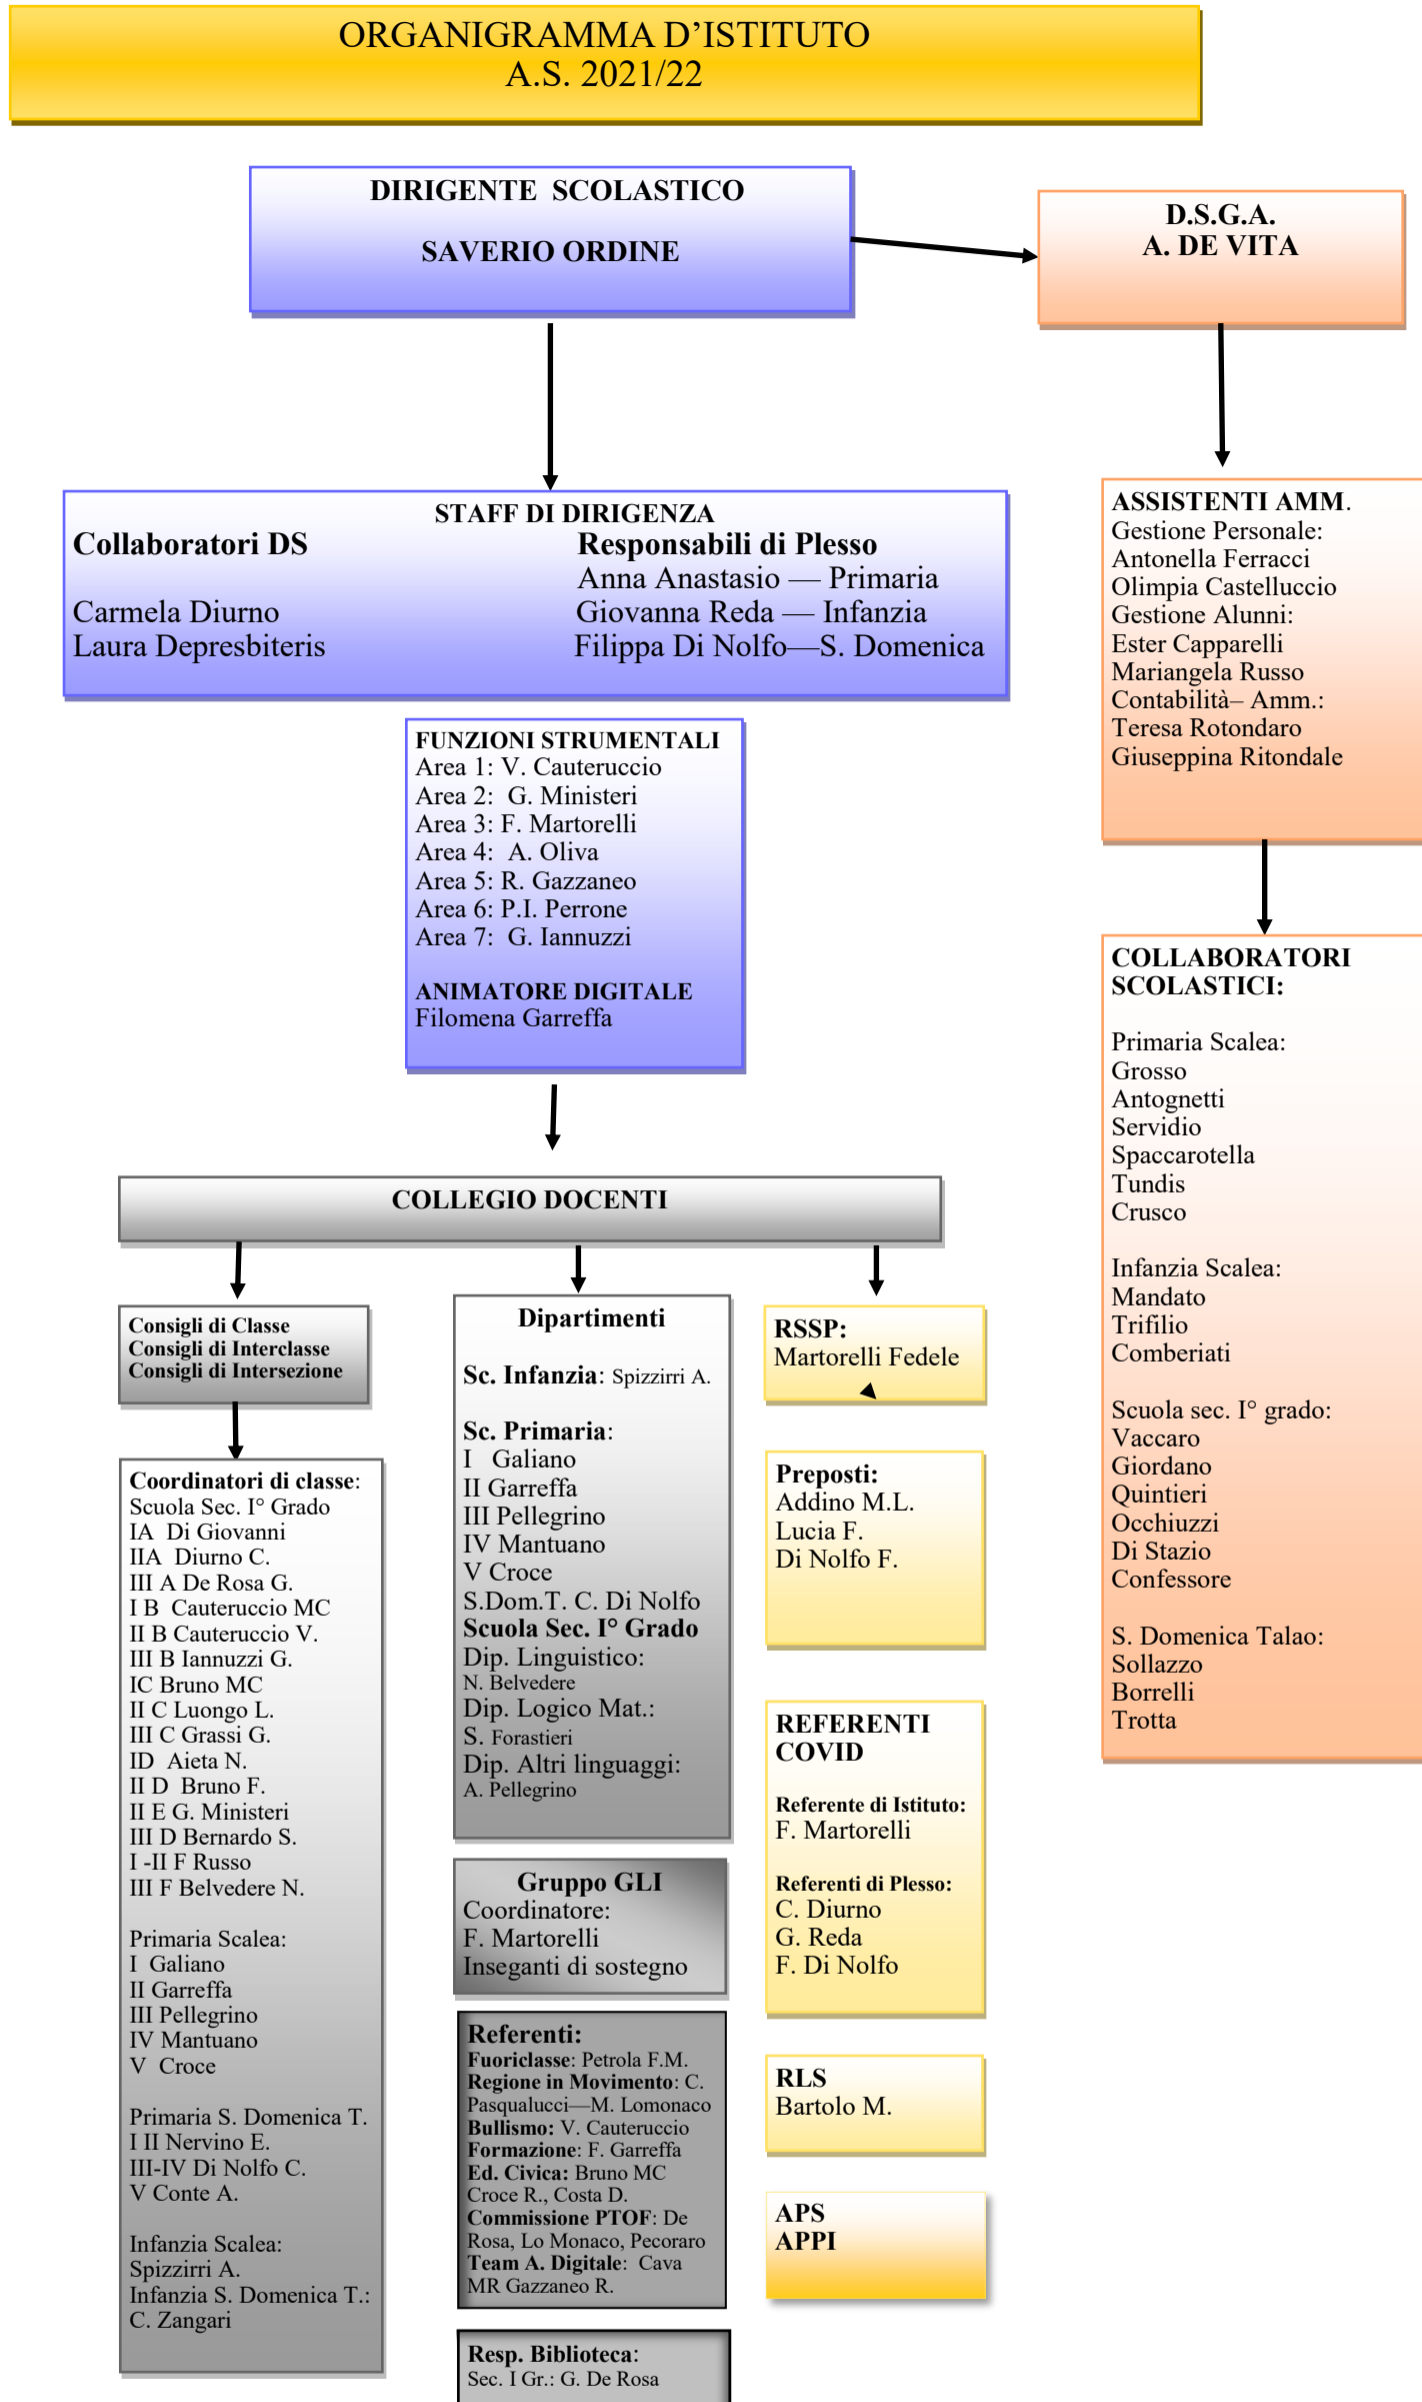 ORGANIGRAMMA D’ISTITUTO
A.S. 2021/22
DIRIGENTE SCOLASTICO
SAVERIO ORDINE
D.S.G.A.
A. DE VITA
STAFF DI DIRIGENZA
Collaboratori DS
Carmela Diurno
Laura Depresbiteris
Responsabili di Plesso
Anna Anastasio — Primaria
Giovanna Reda — Infanzia
Filippa Di Nolfo—S. Domenica
ASSISTENTI AMM.
Gestione Personale:
Antonella Ferracci
Olimpia Castelluccio
Gestione Alunni:
Ester Capparelli
Mariangela Russo
Contabilità– Amm.:
Teresa Rotondaro
Giuseppina Ritondale
FUNZIONI STRUMENTALI
Area 1: V. Cauteruccio
Area 2: G. Ministeri
Area 3: F. Martorelli
Area 4: A. Oliva
Area 5: R. Gazzaneo
Area 6: P.I. Perrone
Area 7: G. Iannuzzi
ANIMATORE DIGITALE
Filomena Garreffa
COLLABORATORI
SCOLASTICI:
Primaria Scalea:
Grosso
Antognetti
Servidio
Spaccarotella
Tundis
Crusco
Infanzia Scalea:
Mandato
Trifilio
Comberiati
Scuola sec. I° grado:
Vaccaro
Giordano
Quintieri
Occhiuzzi
Di Stazio
Confessore
S. Domenica Talao:
Sollazzo
Borrelli
Trotta
COLLEGIO DOCENTI
Consigli di Classe
Consigli di Interclasse
Consigli di Intersezione
Coordinatori di classe:
Scuola Sec. I° Grado
IA Di Giovanni
IIA Diurno C.
III A De Rosa G.
I B Cauteruccio MC
II B Cauteruccio V.
III B Iannuzzi G.
IC Bruno MC
II C Luongo L.
III C Grassi G.
ID Aieta N.
II D Bruno F.
II E G. Ministeri
III D Bernardo S.
I -II F Russo
III F Belvedere N.
Primaria Scalea:
I Galiano
II Garreffa
III Pellegrino
IV Mantuano
V Croce
Primaria S. Domenica T.
I II Nervino E.
III-IV Di Nolfo C.
V Conte A.
Infanzia Scalea:
Spizzirri A.
Infanzia S. Domenica T.:
C. Zangari
Dipartimenti
Sc. Infanzia: Spizzirri A.
Sc. Primaria:
I Galiano
II Garreffa
III Pellegrino
IV Mantuano
V Croce
S.Dom.T. C. Di Nolfo
Scuola Sec. I° Grado
Dip. Linguistico:
N. Belvedere
Dip. Logico Mat.:
S. Forastieri
Dip. Altri linguaggi:
A. Pellegrino
Gruppo GLI
Coordinatore:
F. Martorelli
Inseganti di sostegno
Referenti:
Fuoriclasse: Petrola F.M.
Regione in Movimento: C.
Pasqualucci—M. Lomonaco
Bullismo: V. Cauteruccio
Formazione: F. Garreffa
Ed. Civica: Bruno MC
Croce R., Costa D.
Commissione PTOF: De
Rosa, Lo Monaco, Pecoraro
Team A. Digitale: Cava
MR Gazzaneo R.
Resp. Biblioteca:
Sec. I Gr.: G. De Rosa
RSSP:
Martorelli Fedele
Preposti:
Addino M.L.
Lucia F.
Di Nolfo F.
REFERENTI
COVID
Referente di Istituto:
F. Martorelli
Referenti di Plesso:
C. Diurno
G. Reda
F. Di Nolfo
RLS
Bartolo M.
APS
APPI